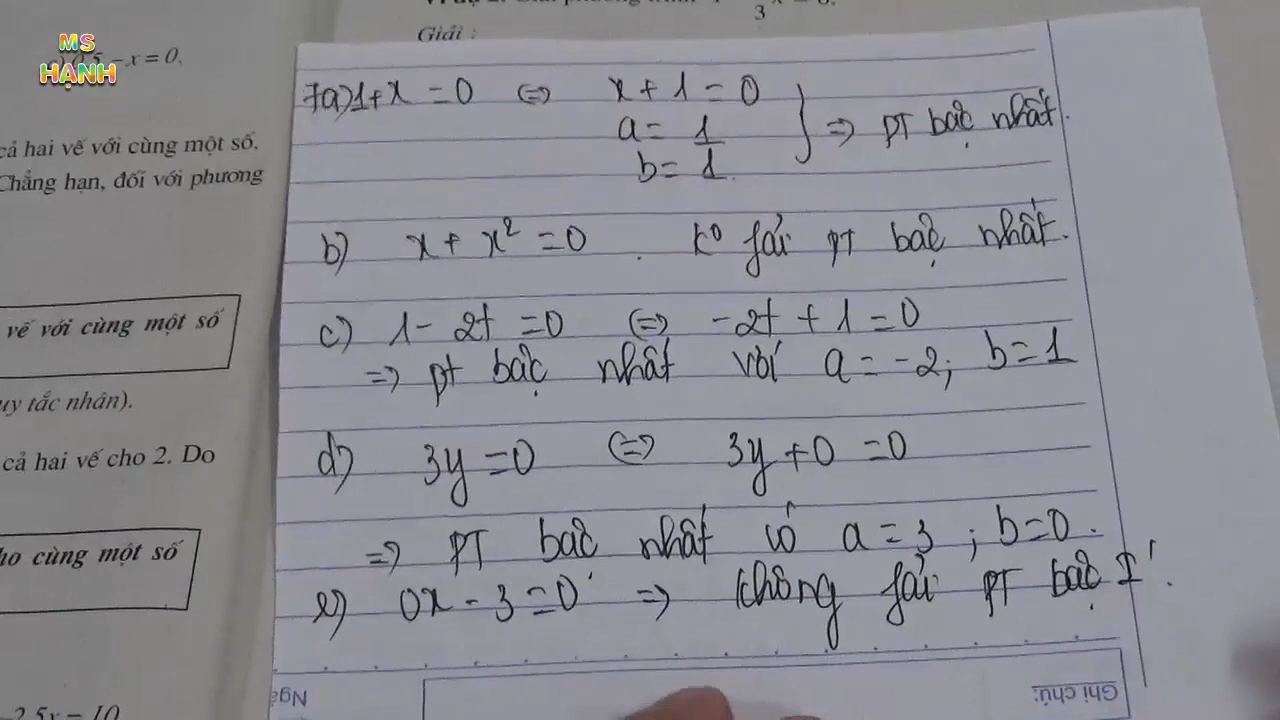 MS
HẠNH
Giải :
- x = 0.
cả hai vế với cùng một số.
Chẳng hạn, đối với phương
vế với cùng một số
uy tắc nhân).
cả hai vế cho 2. Do
ho cùng một số
2,5x = 10
7a) 1 + x = 0 ⇔ x + 1 = 0
a = 1
b = 1
} ⇒ PT bậc nhất.
b) x + x² = 0 . k⁰ fải PT bậc nhất.
c) 1 - 2t = 0 ⇔ -2t + 1 = 0
⇒ pt bậc nhất với a = -2; b = 1
d) 3y = 0 ⇔ 3y + 0 = 0
⇒ PT bậc nhất có a = 3 ; b = 0.
e) 0x - 3 = 0 ⇒ không fải PT bậc I'.
Ghi chú: